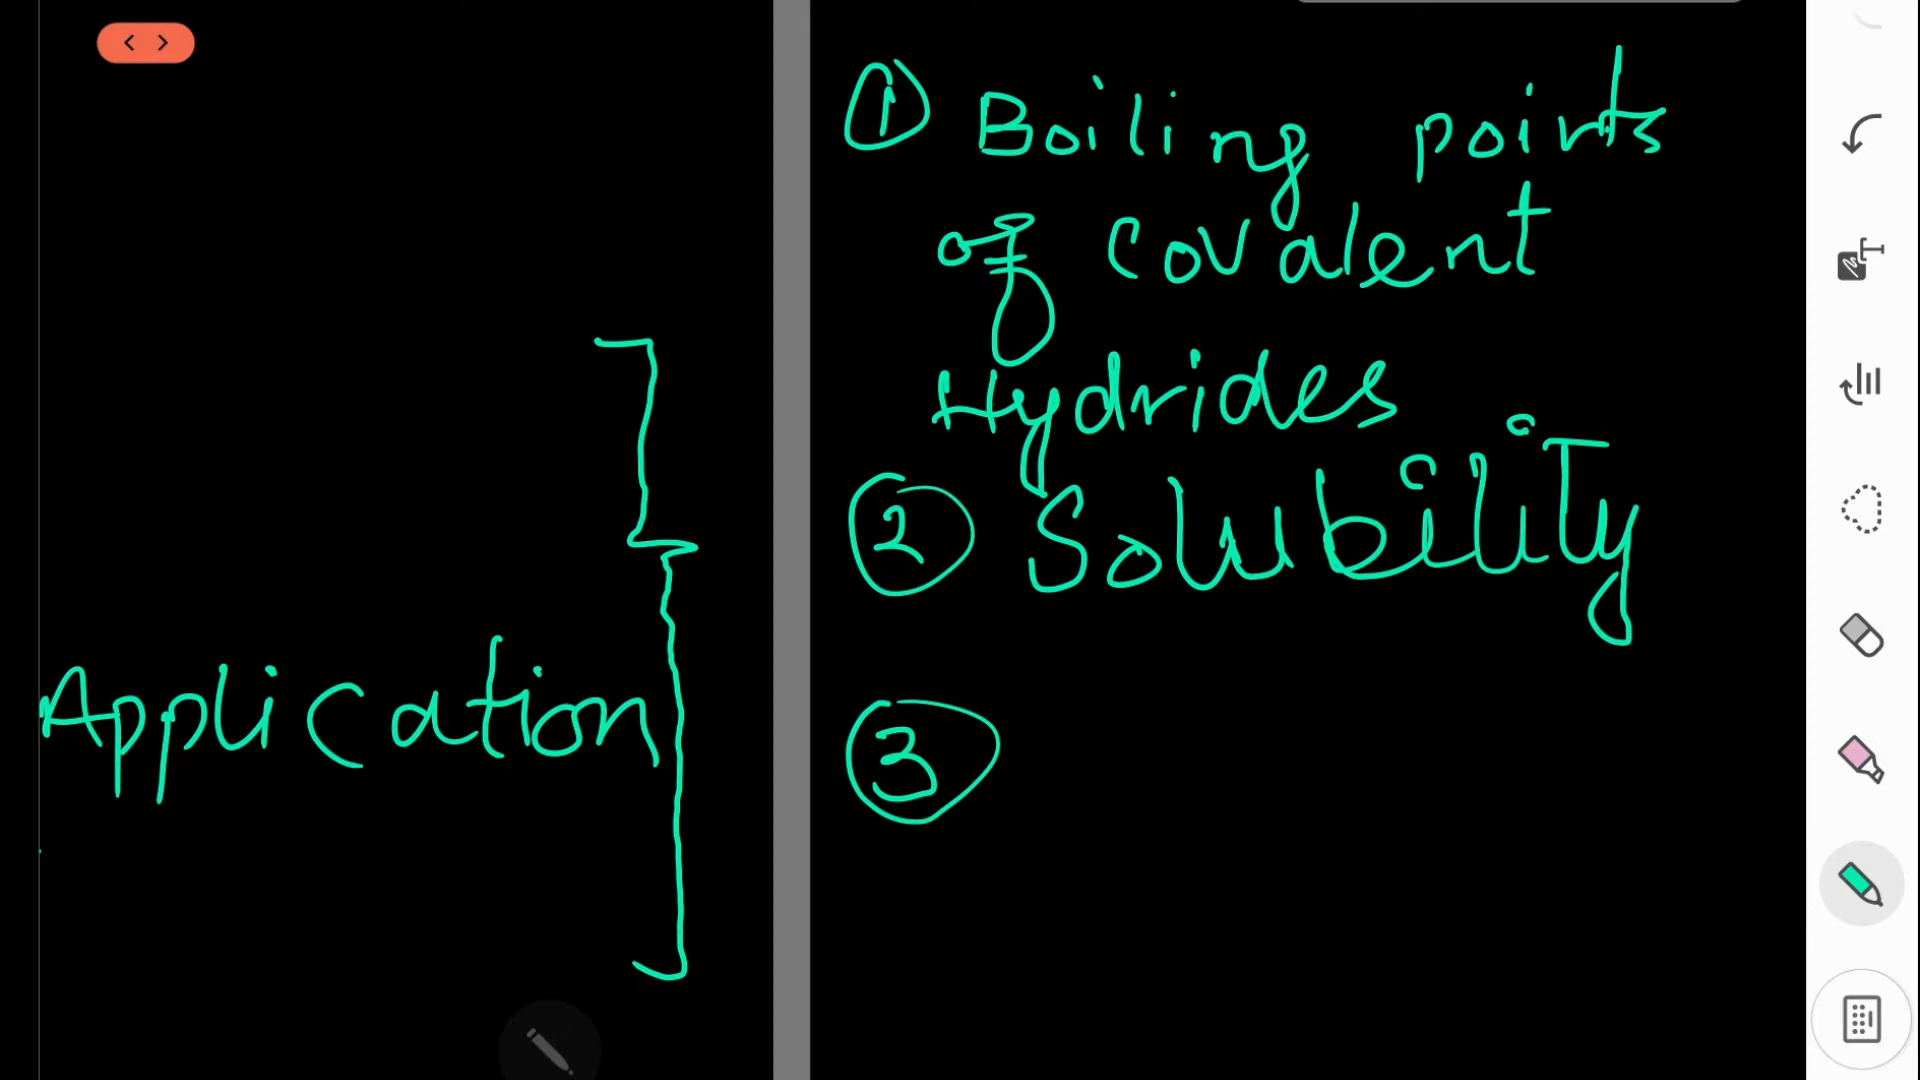 Application
① Boiling points
of Covalent
Hydrides
② Solubility
③